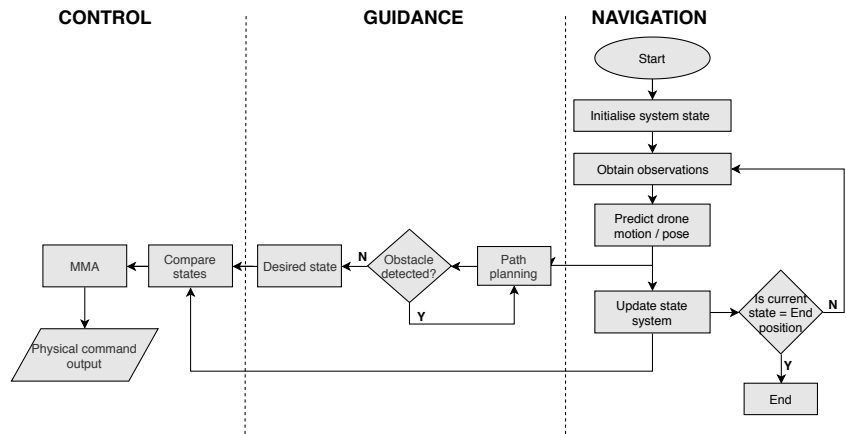 CONTROL
GUIDANCE
NAVIGATION
Start
Initialise system state
Obtain observations
Predict drone
motion / pose
MMA
Compare
states
Desired state
N
Obstacle
detected?
Y
Path
planning
Update state
system
Is current
state = End
position
N
Y
End
Physical command
output